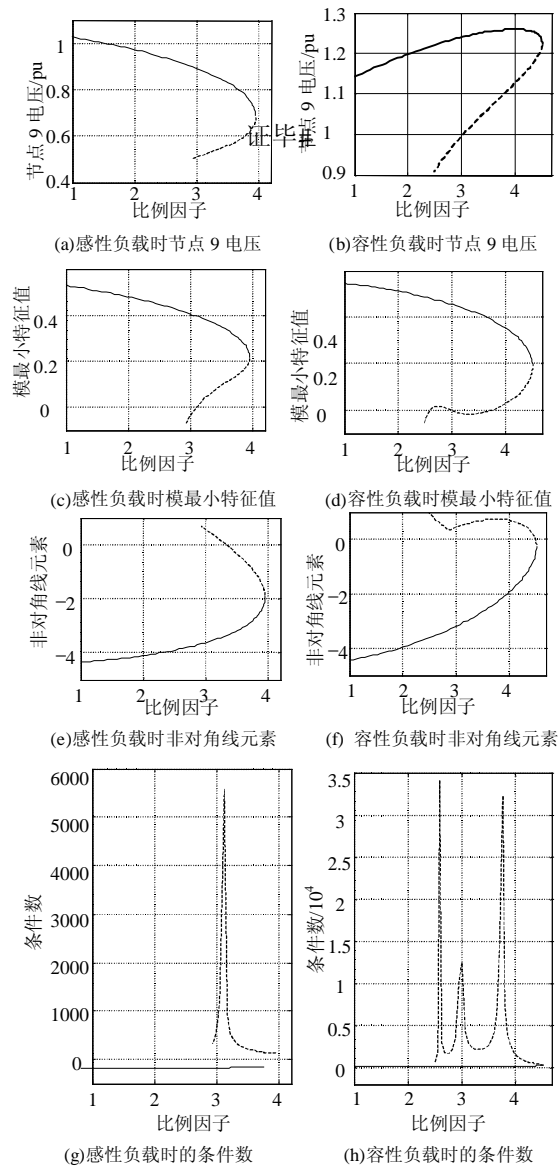 1
0.8
0.6
0.4
节点 9 电压/pu
证毕
1 2 3 4
比例因子
(a)感性负载时节点 9 电压
1.3
1.2
1.1
1
0.9
节点 9 电压/pu
1 2 3 4
比例因子
(b)容性负载时节点 9 电压
0.4
0.2
0
模最小特征值
1 2 3 4
比例因子
(c)感性负载时模最小特征值
0.4
0.2
0
模最小特征值
1 2 3 4
比例因子
(d)容性负载时模最小特征值
0
−2
−4
非对角线元素
1 2 3 4
比例因子
(e)感性负载时非对角线元素
0
−2
−4
非对角线元素
1 2 3 4
比例因子
(f) 容性负载时非对角线元素
6000
5000
4000
3000
2000
1000
0
条件数
1 2 3 4
比例因子
(g)感性负载时的条件数
3.5
3
2.5
2
1.5
1
0.5
0
条件数/10⁴
1 2 3 4
比例因子
(h)容性负载时的条件数